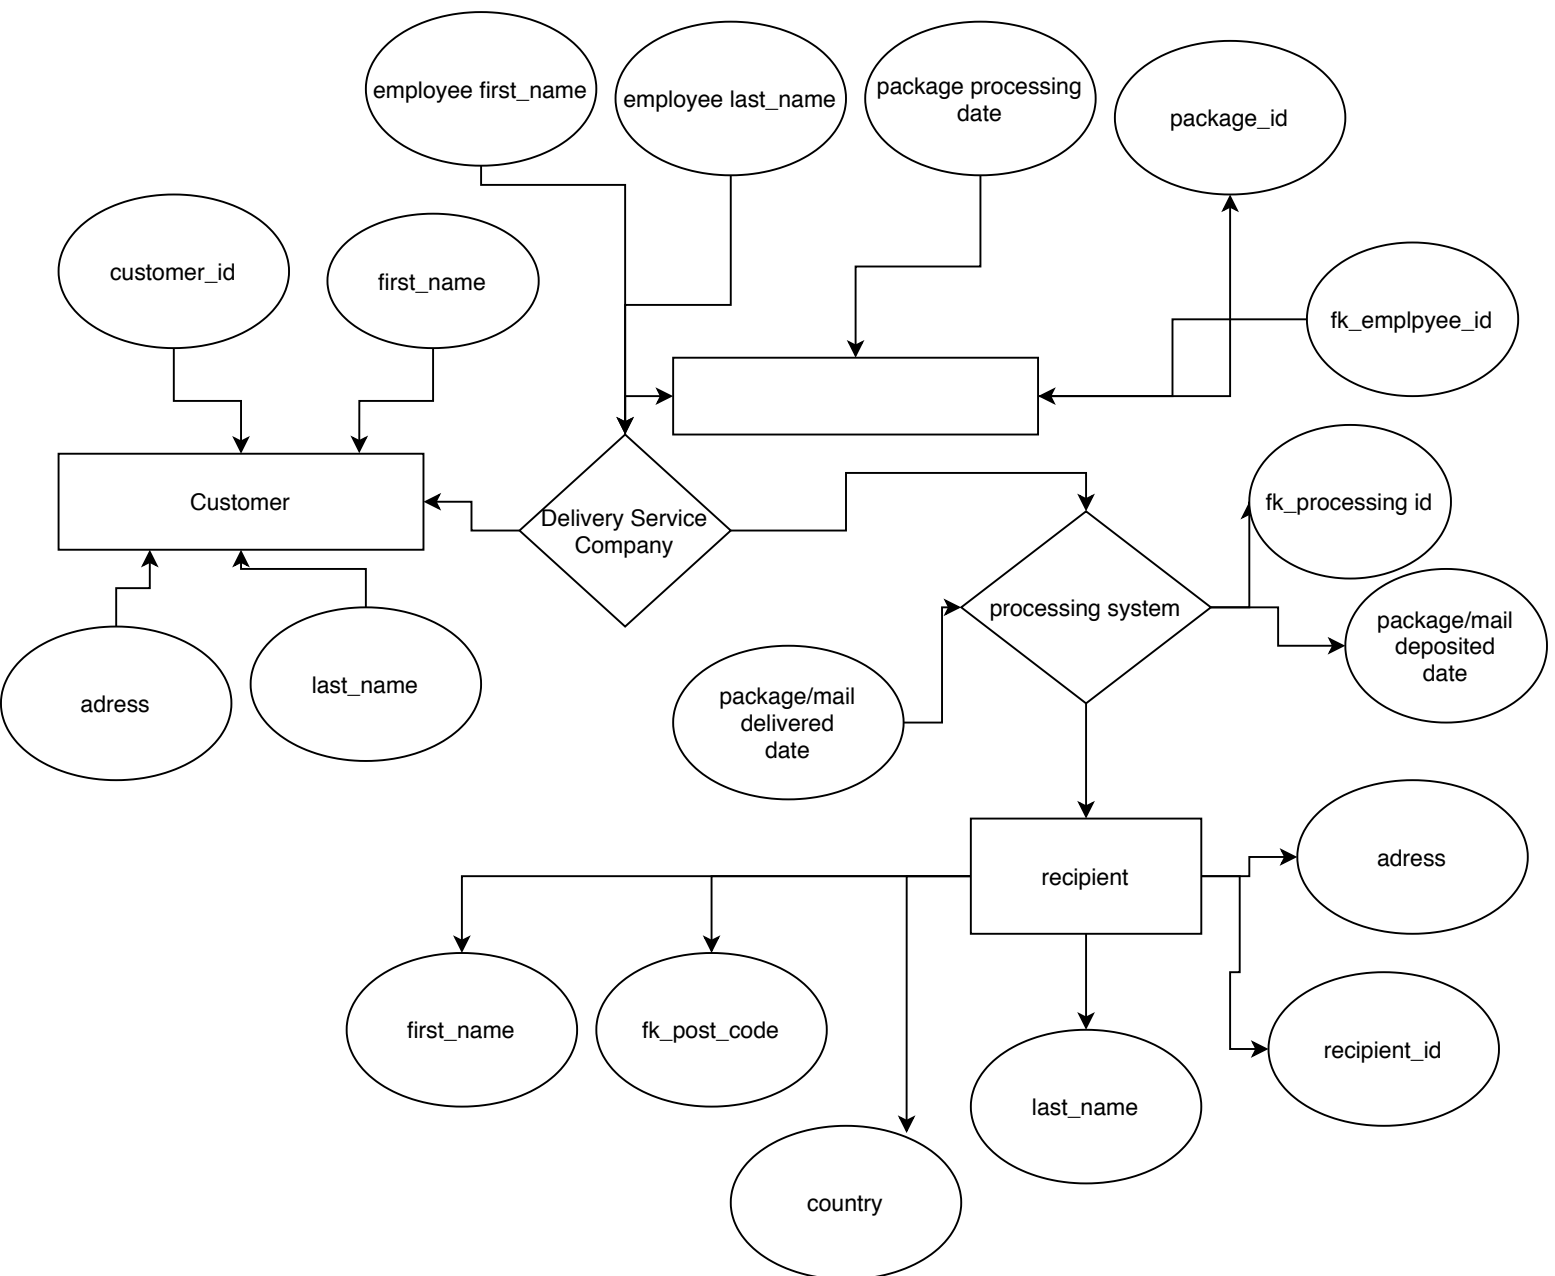 employee first_name
employee last_name
package processing
date
package_id
customer_id
first_name
fk_emplpyee_id
Customer
Delivery Service
Company
fk_processing id
processing system
package/mail
deposited
date
adress
last_name
package/mail
delivered
date
recipient
adress
first_name
fk_post_code
last_name
recipient_id
country